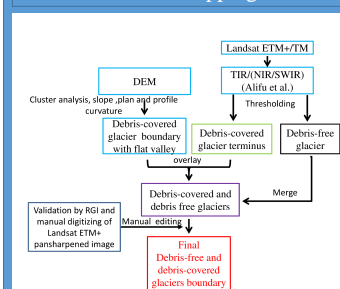 Landsat ETM+/TM
DEM
TIR/(NIR/SWIR)
(Alifu et al.)
Cluster analysis, slope ,plan and profile
curvature
Thresholding
Debris-covered
glacier boundary
with flat valley
Debris-covered
glacier terminus
Debris-free
glacier
overlay
Debris-covered and
debris free glaciers
Merge
Validation by RGI and
manual digitizing of
Landsat ETM+
pansharpened image
Manual editing
Final
Debris-free and
debris-covered
glaciers boundary